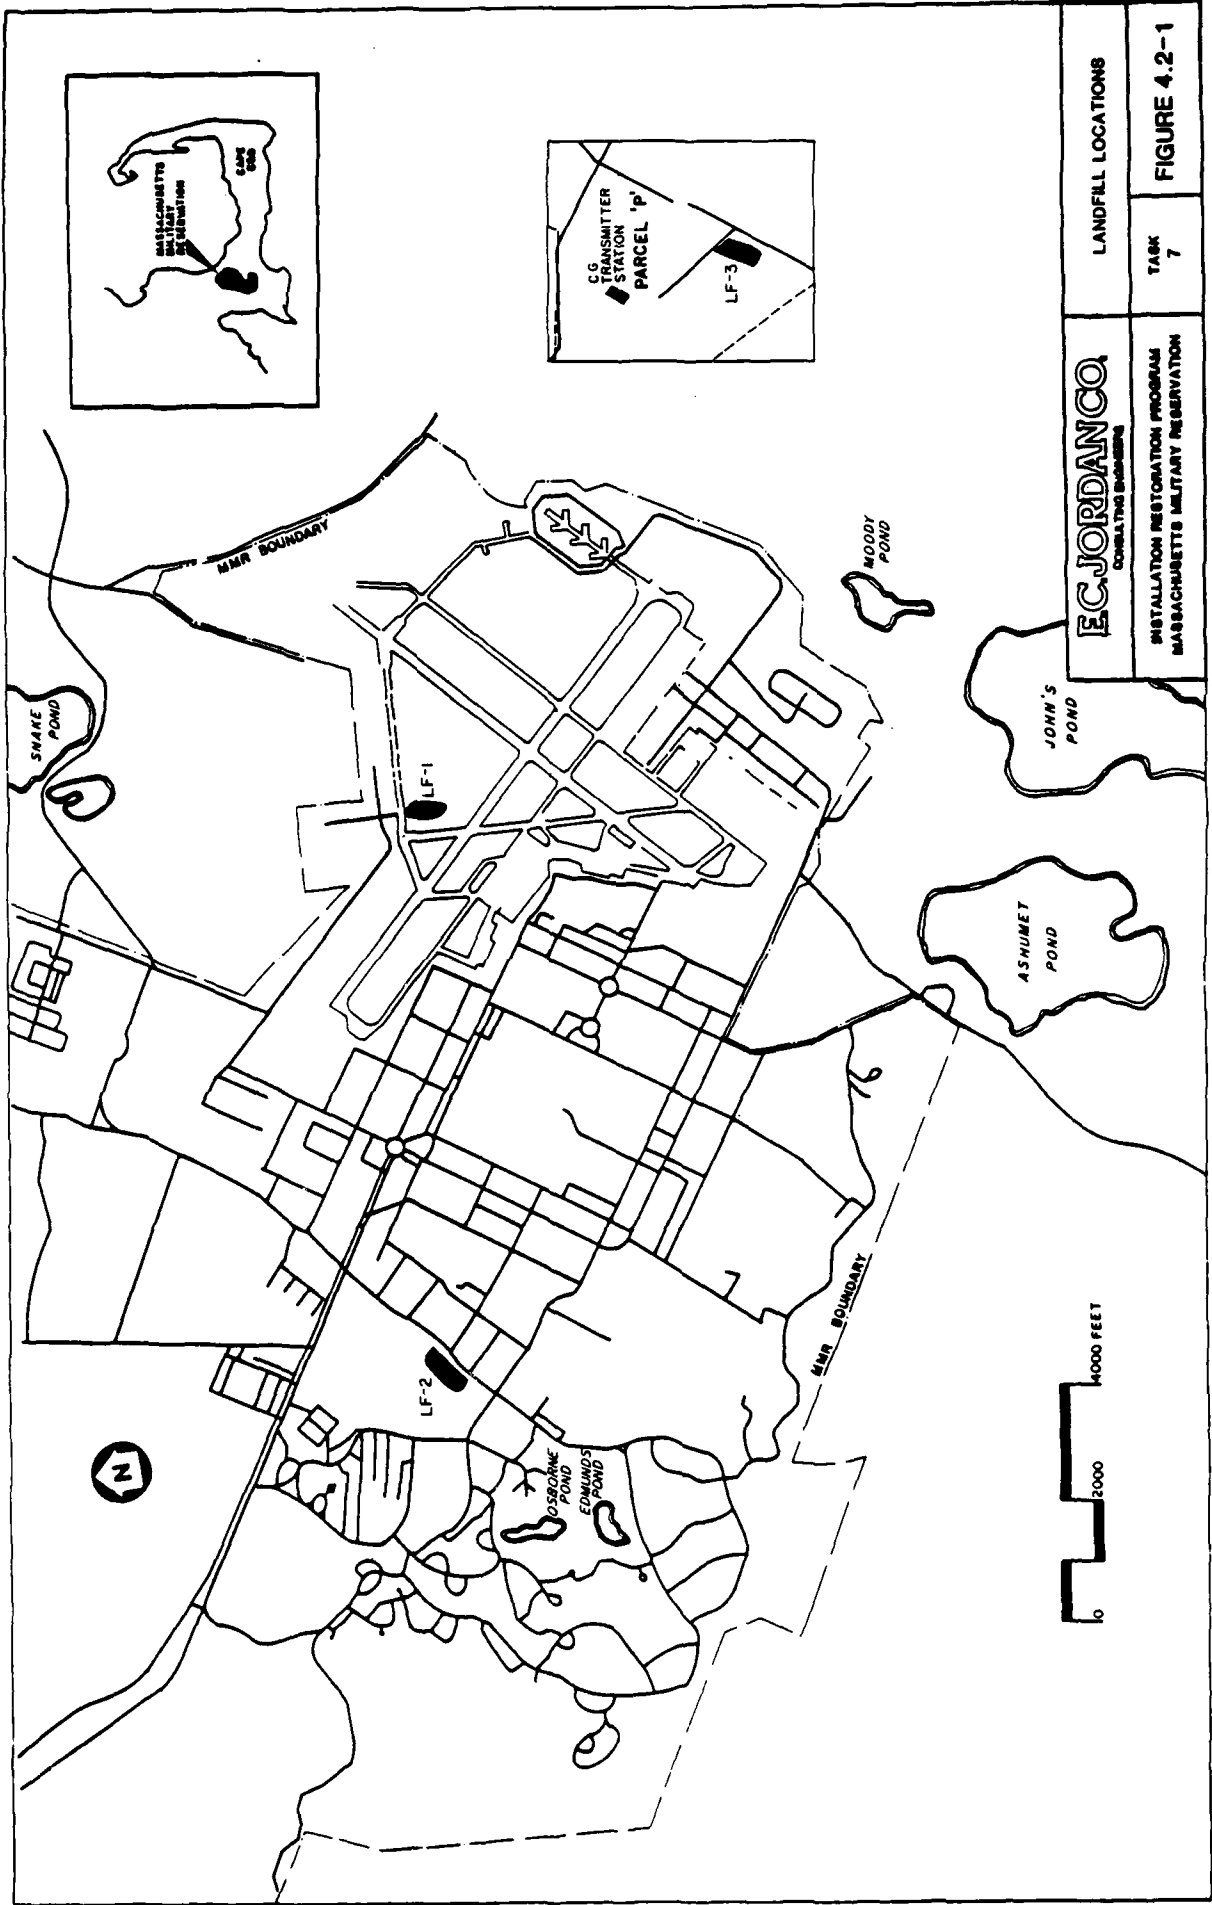 MASSACHUSETTS
MILITARY
RESERVATION
CAPE
COD
SNAKE
POND
MMR BOUNDARY
LF-1
C G
TRANSMITTER
STATION
PARCEL 'P'
LF-3
N
LF-2
OSBORNE
POND
EDMUNDS
POND
MOODY
POND
JOHN'S
POND
ASHUMET
POND
MMR BOUNDARY
0
2000
4000 FEET
E.C. JORDAN CO.
CONSULTING ENGINEERS
LANDFILL LOCATIONS
INSTALLATION RESTORATION PROGRAM
MASSACHUSETTS MILITARY RESERVATION
TASK
7
FIGURE 4.2-1